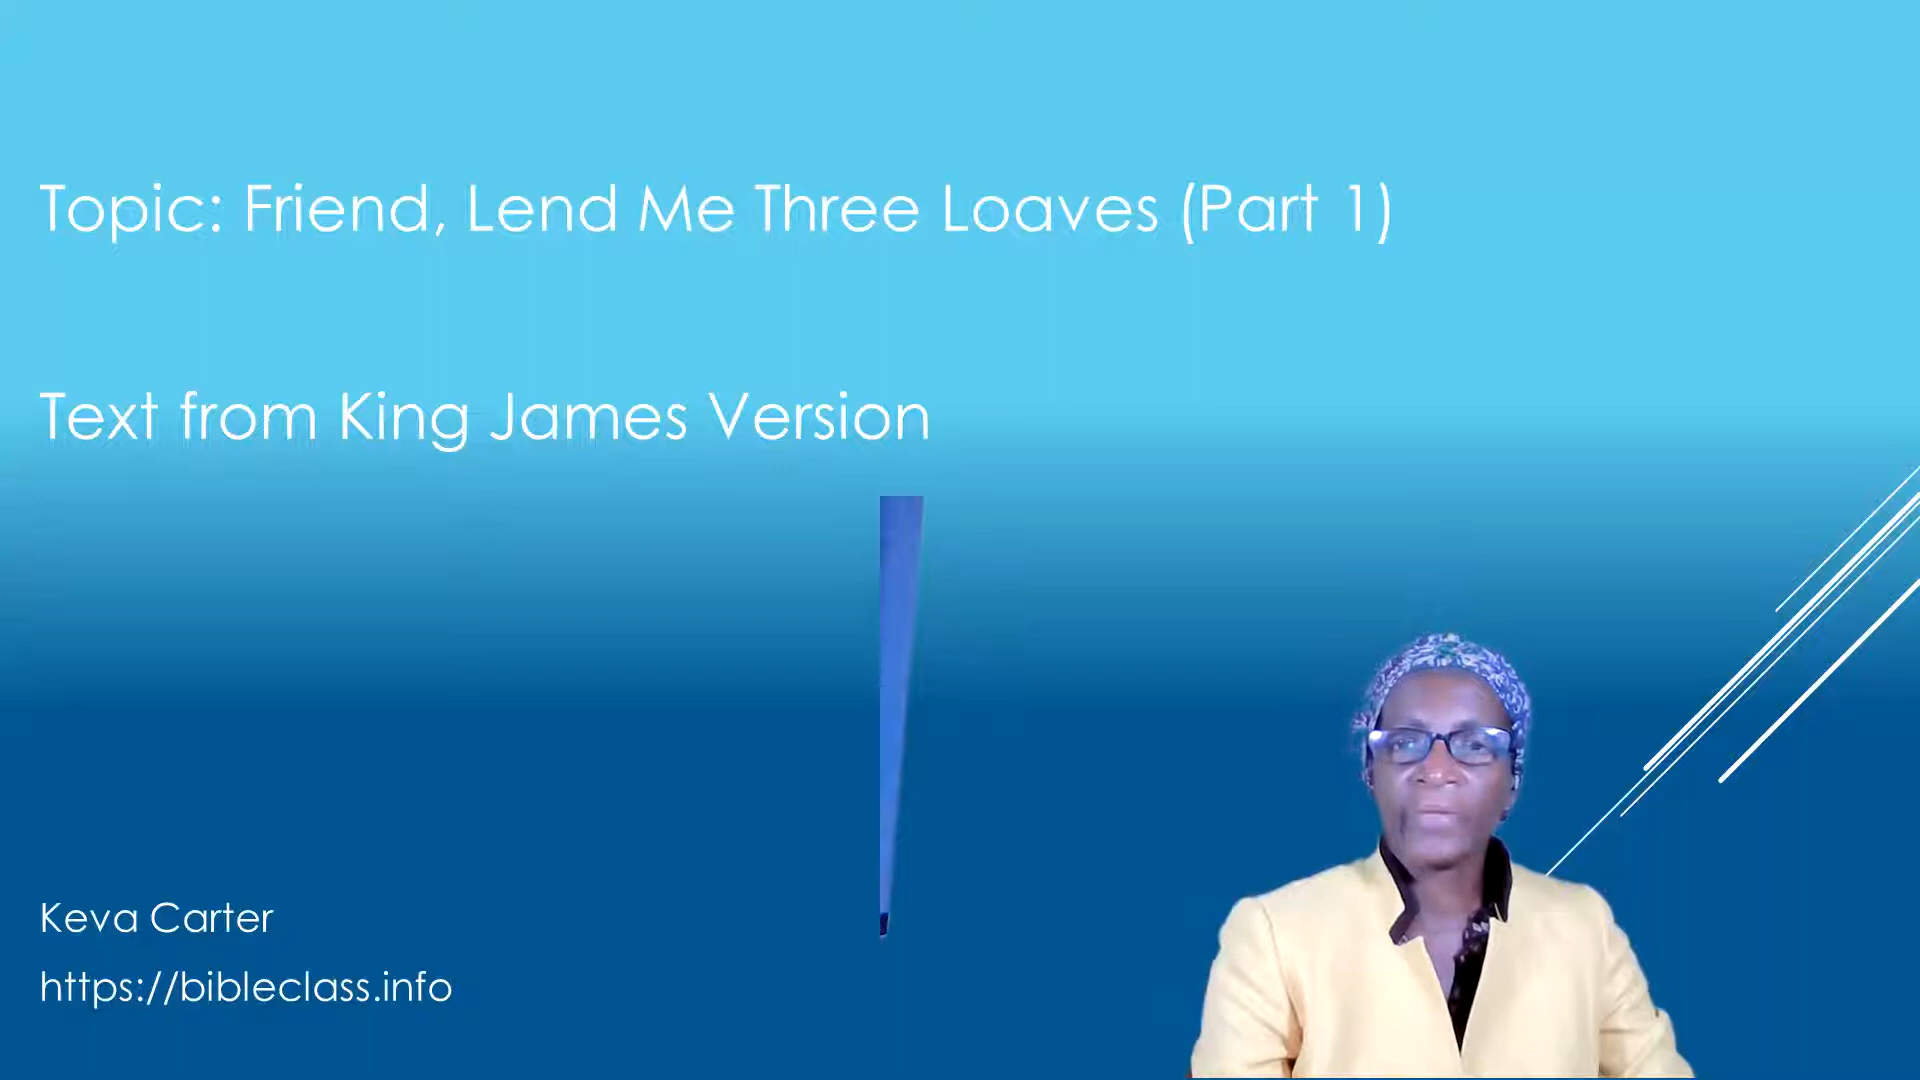 Topic: Friend, Lend Me Three Loaves (Part 1)
Text from King James Version
Keva Carter
https://bibleclass.info